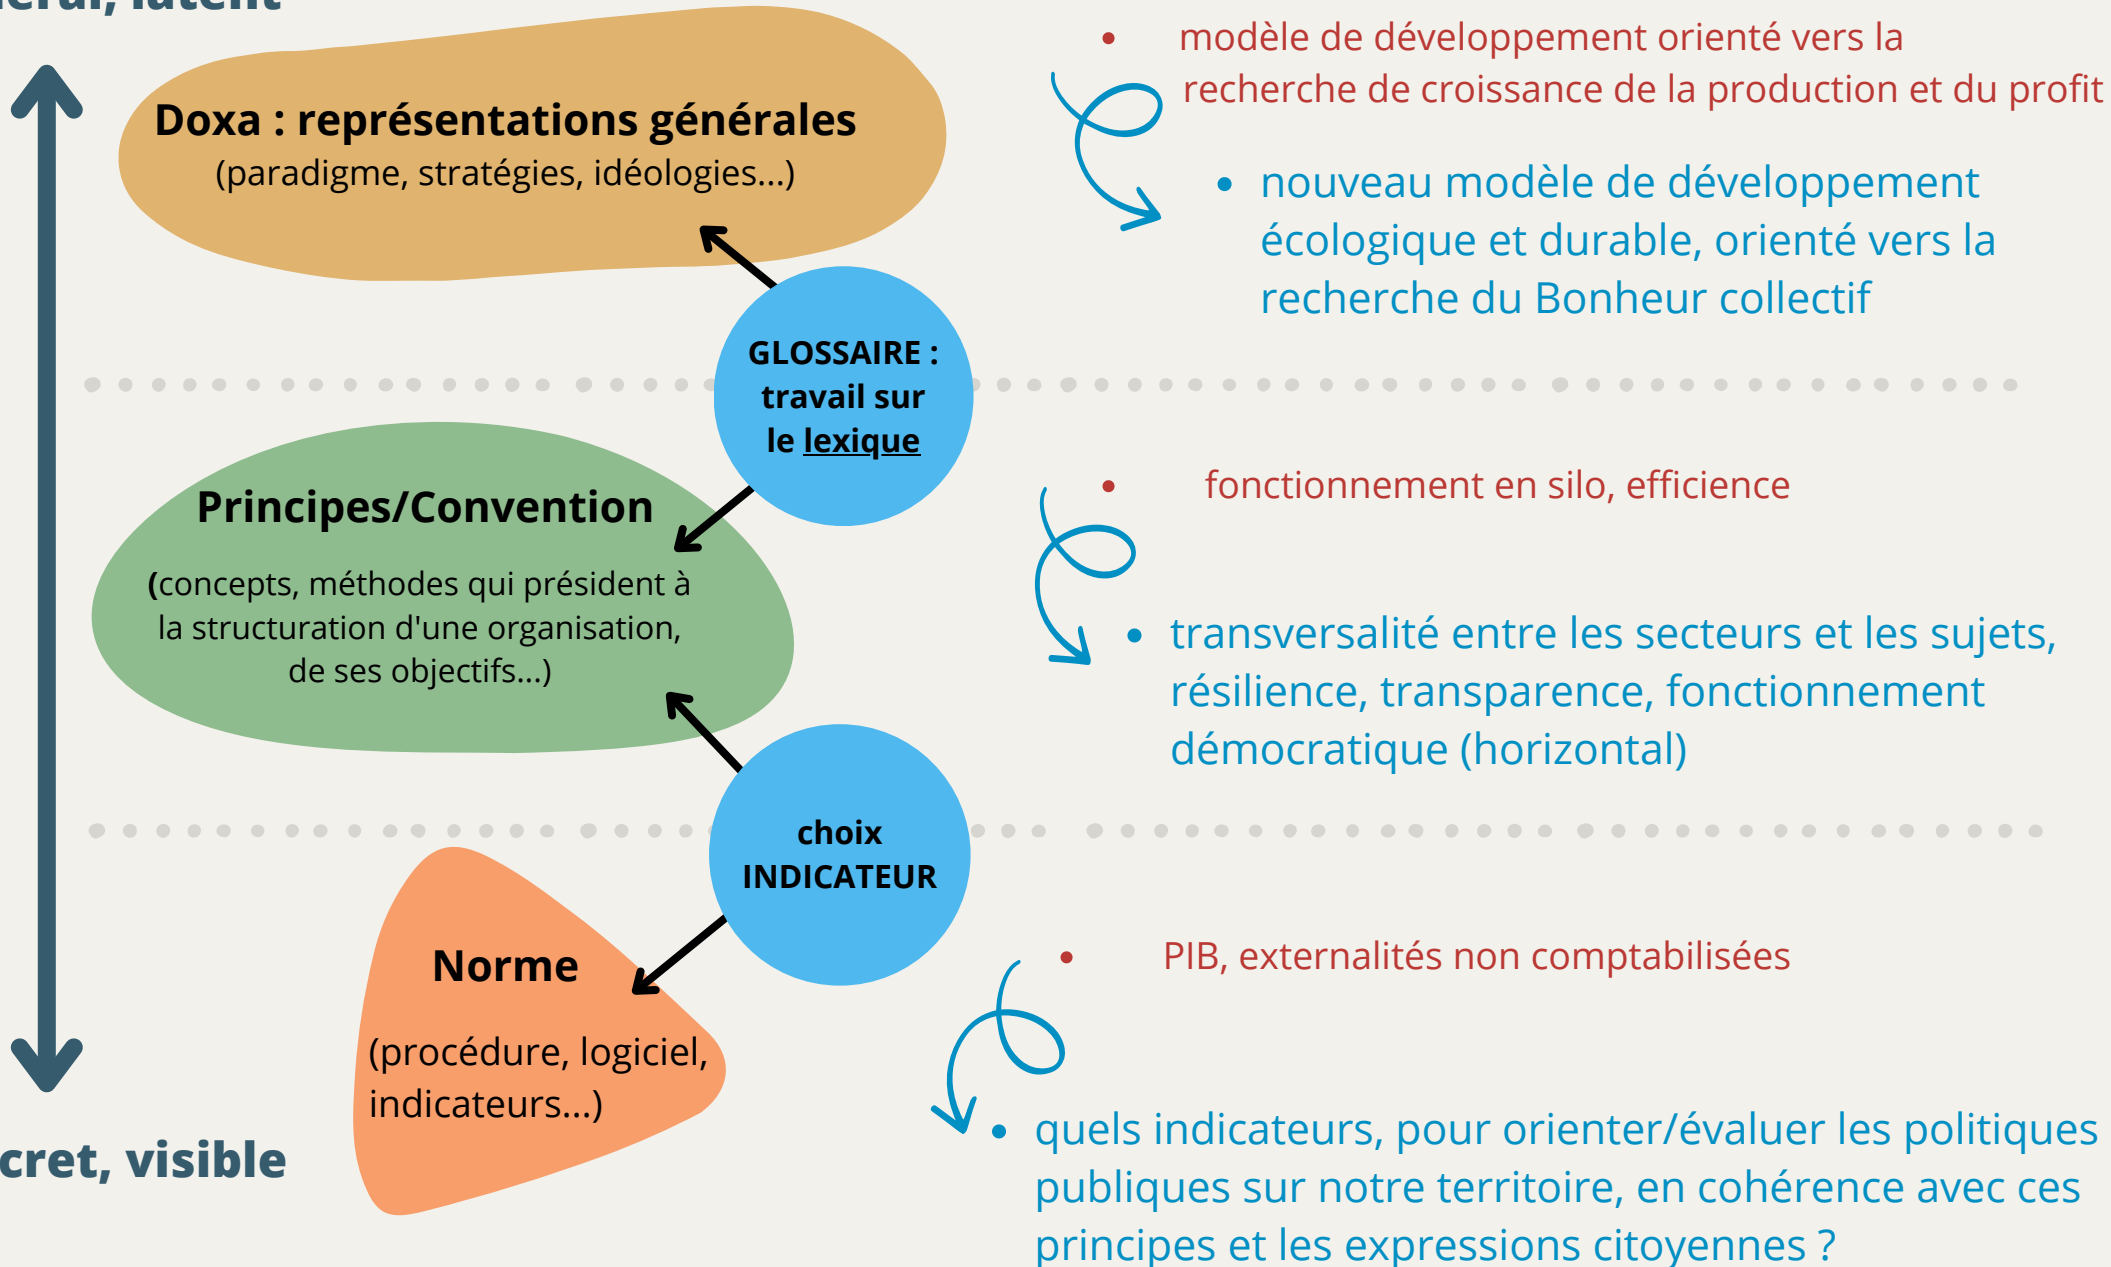 latent
Doxa : représentations générales
(paradigme, stratégies, idéologies...)
• modèle de développement orienté vers la
recherche de croissance de la production et du profit
• nouveau modèle de développement
écologique et durable, orienté vers la
recherche du Bonheur collectif
GLOSSAIRE :
travail sur
le lexique
Principes/Convention
(concepts, méthodes qui président à
la structuration d'une organisation,
de ses objectifs...)
• fonctionnement en silo, efficience
• transversalité entre les secteurs et les sujets,
résilience, transparence, fonctionnement
démocratique (horizontal)
choix
INDICATEUR
Norme
(procédure, logiciel,
indicateurs...)
• PIB, externalités non comptabilisées
• quels indicateurs, pour orienter/évaluer les politiques
publiques sur notre territoire, en cohérence avec ces
principes et les expressions citoyennes ?
cret, visible